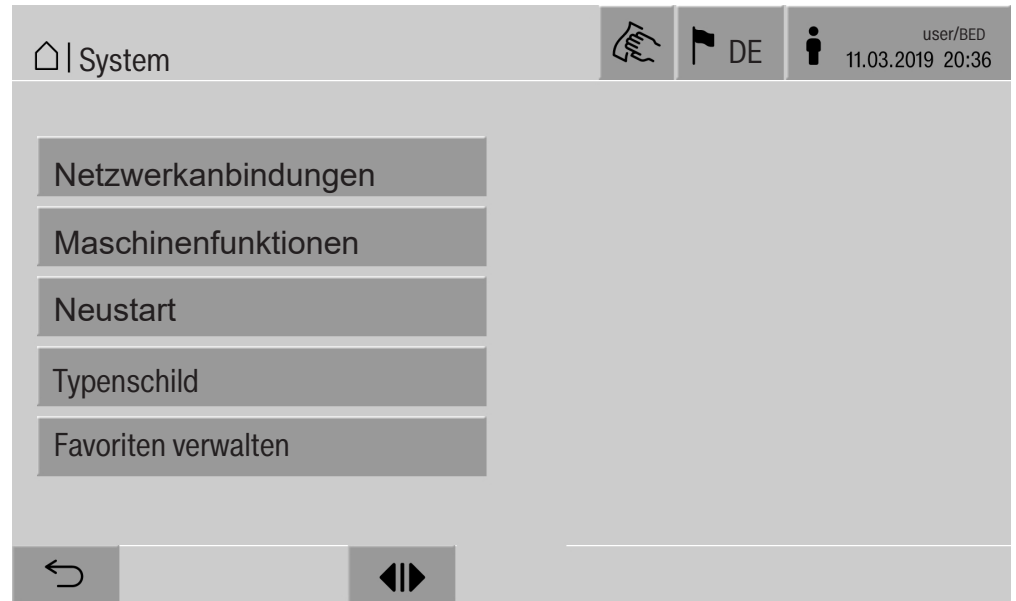 System
DE
user/BED
11.03.2019 20:36
Netzwerkanbindungen
Maschinenfunktionen
Neustart
Typenschild
Favoriten verwalten